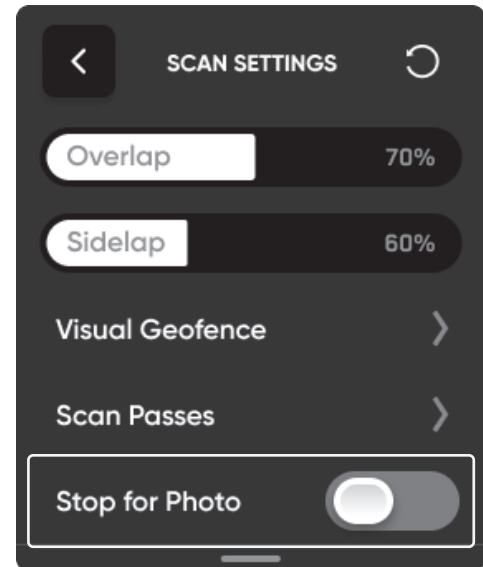 SCAN SETTINGS
Overlap 70%
Sidelap 60%
Visual Geofence
Scan Passes
Stop for Photo